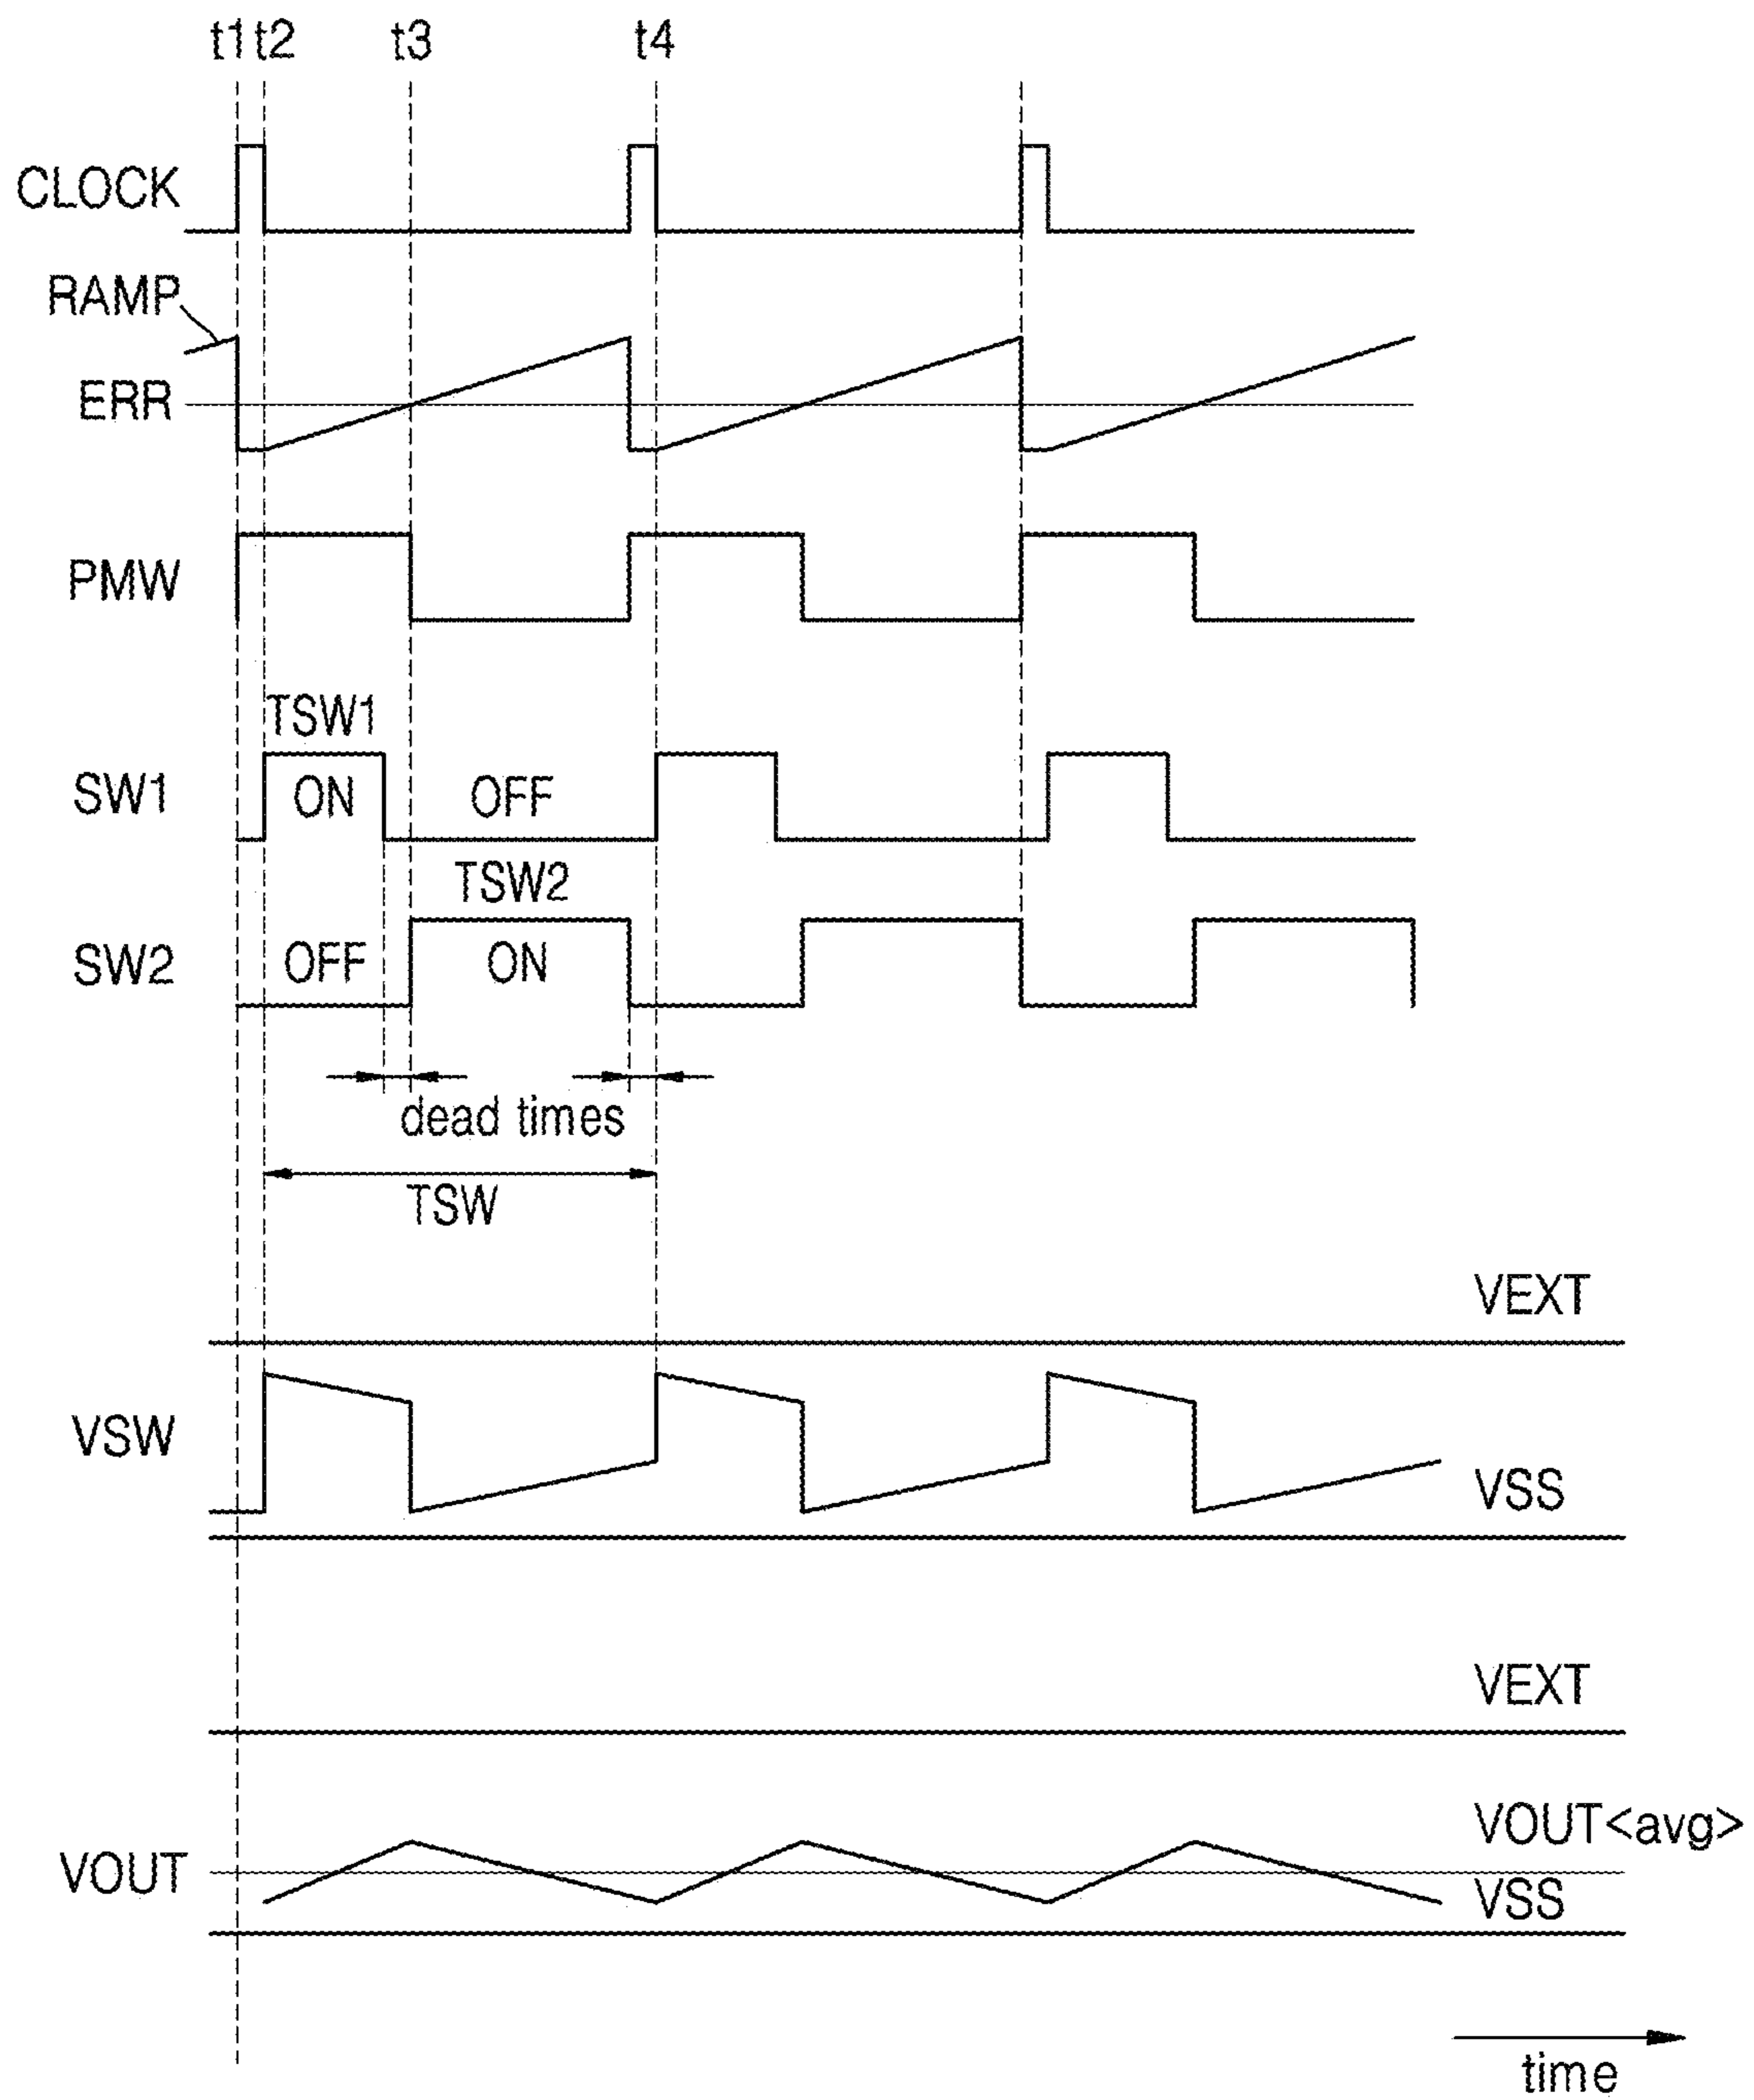 t1 t2 t3 t4
CLOCK
RAMP
ERR
PMW
TSW1
SW1 ON OFF
TSW2
SW2 OFF ON
dead times
TSW
VEXT
VSW
VSS
VEXT
VOUT<avg>
VOUT
VSS
time